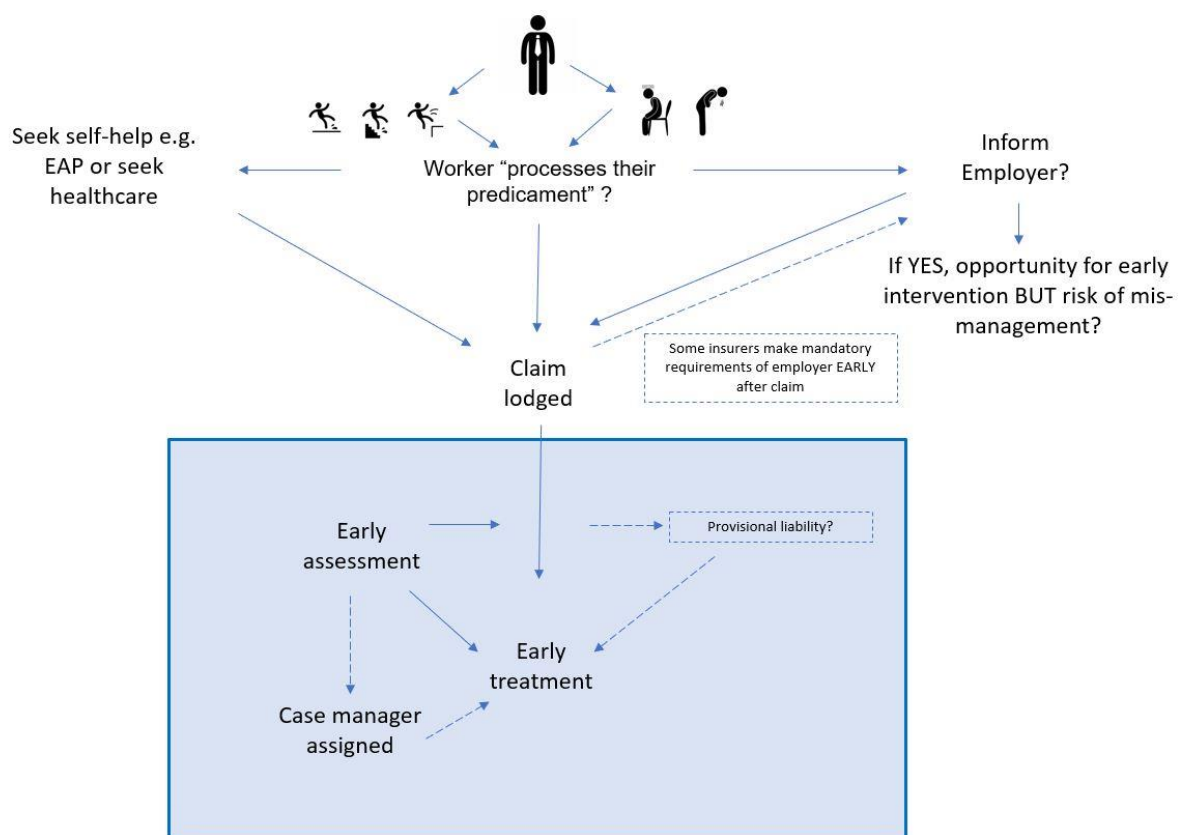 Seek self-help e.g.
EAP or seek
healthcare
Worker “processes their
predicament” ?
Inform
Employer?
If YES, opportunity for early
intervention BUT risk of mis-
management?
Some insurers make mandatory
requirements of employer EARLY
after claim
Claim
lodged
Early
assessment
Provisional liability?
Early
treatment
Case manager
assigned